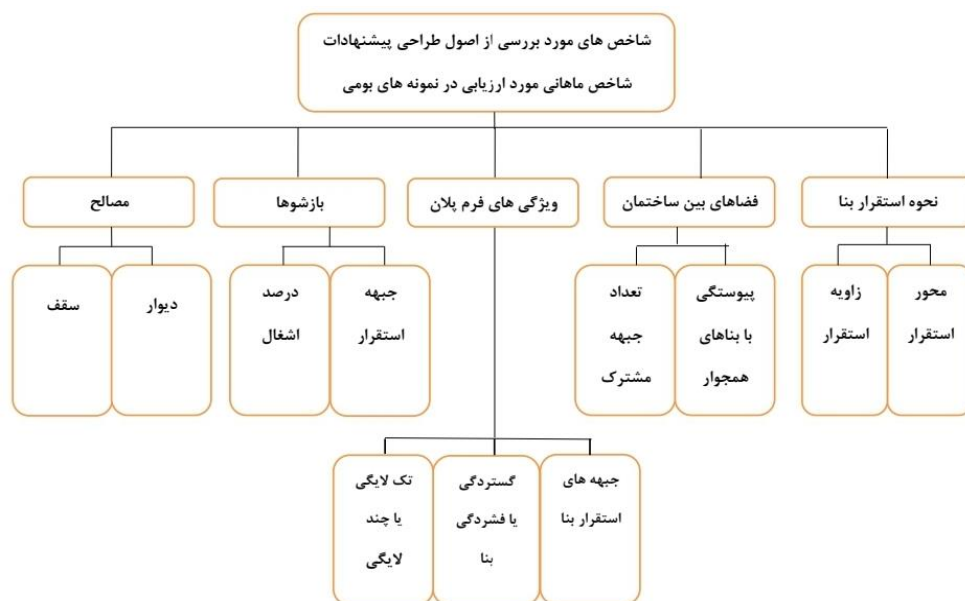 شاخص های مورد بررسی از اصول طراحی پیشنهادات
شاخص ماهانی مورد ارزیابی در نمونه های بومی
نحوه استقرار بنا
فضاهای بین ساختمان
ویژگی های فرم پلان
بازشوها
مصالح
محور
استقرار
زاویه
استقرار
پیوستگی
با بناهای
همجوار
تعداد
جبهه
مشترک
جبهه
استقرار
درصد
اشغال
دیوار
سقف
جبهه های
استقرار بنا
گستردگی
یا فشردگی
بنا
تک لایگی
یا چند
لایگی